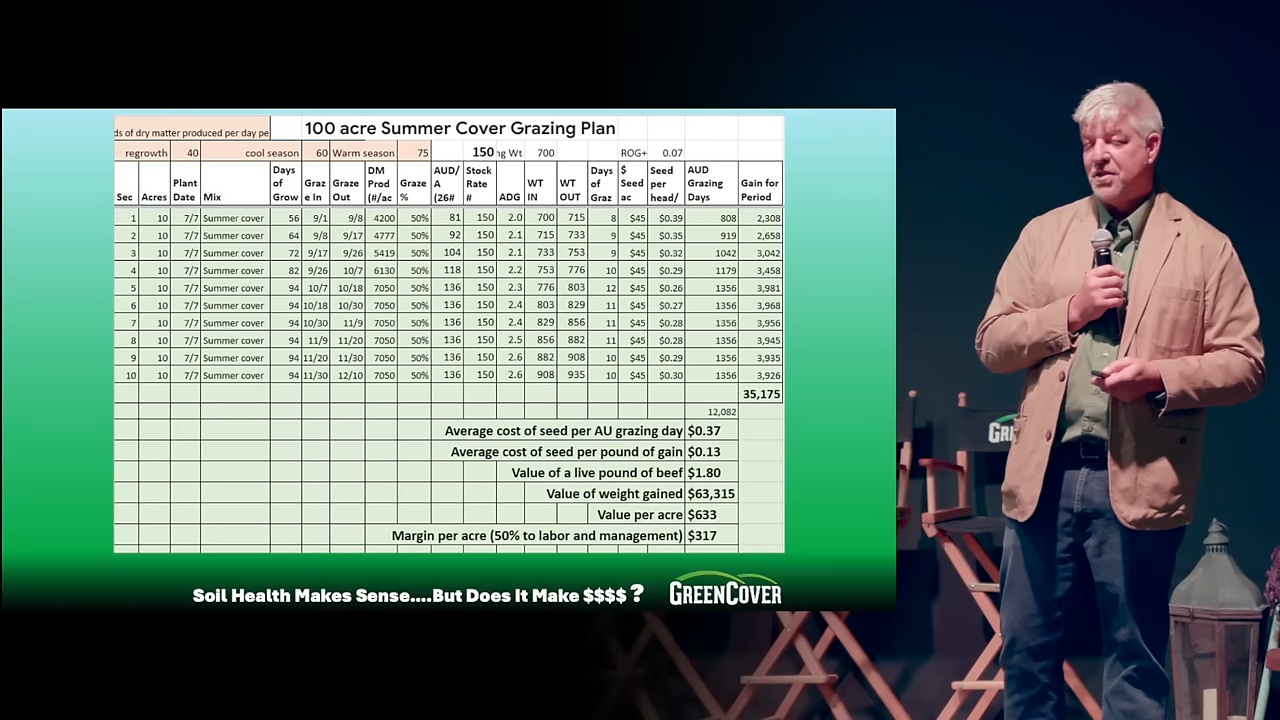 ds of dry matter produced per day pe 100 acre Summer Cover Grazing Plan
regrowth 40 cool season 60 Warm season 75 150 ng Wt 700 ROG+ 0.07
Sec Acres Plant Date Mix Days of Grow Graz e In Graze Out DM Prod (#/ac Graze % AUD/ A (26# Stock Rate # ADG WT IN WT OUT Days of Graz $ Seed ac Seed per head/ AUD Grazing Days Gain for Period
1 10 7/7 Summer cover 56 9/1 9/8 4200 50% 81 150 2.0 700 715 8 $45 $0.39 808 2,308
2 10 7/7 Summer cover 64 9/8 9/17 4777 50% 92 150 2.1 715 733 9 $45 $0.35 919 2,658
3 10 7/7 Summer cover 72 9/17 9/26 5419 50% 104 150 2.1 733 753 9 $45 $0.32 1042 3,042
4 10 7/7 Summer cover 82 9/26 10/7 6130 50% 118 150 2.2 753 776 10 $45 $0.29 1179 3,458
5 10 7/7 Summer cover 94 10/7 10/18 7050 50% 136 150 2.3 776 803 12 $45 $0.26 1356 3,981
6 10 7/7 Summer cover 94 10/18 10/30 7050 50% 136 150 2.4 803 829 11 $45 $0.27 1356 3,968
7 10 7/7 Summer cover 94 10/30 11/9 7050 50% 136 150 2.4 829 856 11 $45 $0.28 1356 3,956
8 10 7/7 Summer cover 94 11/9 11/20 7050 50% 136 150 2.5 856 882 11 $45 $0.28 1356 3,945
9 10 7/7 Summer cover 94 11/20 11/30 7050 50% 136 150 2.6 882 908 10 $45 $0.29 1356 3,935
10 10 7/7 Summer cover 94 11/30 12/10 7050 50% 136 150 2.6 908 935 10 $45 $0.30 1356 3,926
35,175
12,082
Average cost of seed per AU grazing day $0.37
Average cost of seed per pound of gain $0.13
Value of a live pound of beef $1.80
Value of weight gained $63,315
Value per acre $633
Margin per acre (50% to labor and management) $317
Soil Health Makes Sense....But Does It Make $$$$ ? GREENCOVER
GR